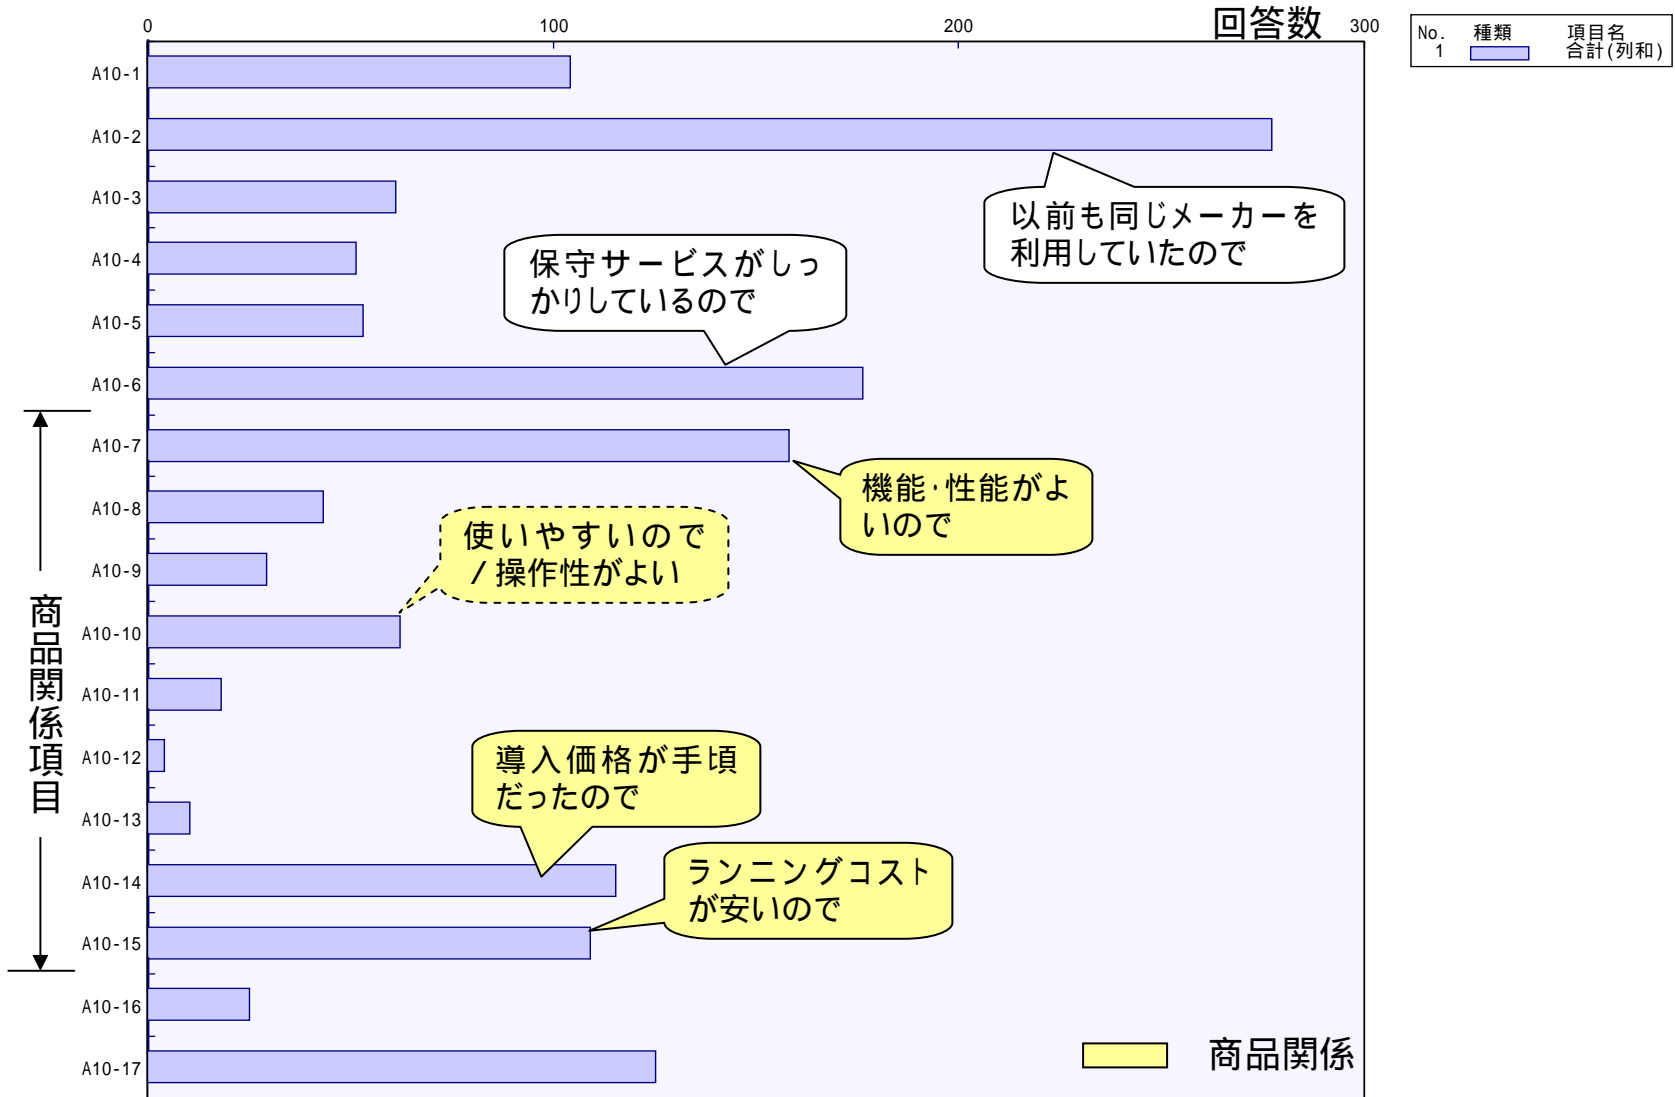 0 100 200 回答数 300
No. 種類 項目名
1 合計(列和)
A10-1
A10-2
以前も同じメーカーを
利用していたので
A10-3
A10-4
保守サービスがしっ
かりしているので
A10-5
A10-6
A10-7
機能・性能がよ
いので
A10-8
使いやすいので
/操作性がよい
A10-9
商品関係項目
A10-10
A10-11
A10-12
導入価格が手頃
だったので
A10-13
A10-14
ランニングコスト
が安いので
A10-15
A10-16
A10-17
商品関係